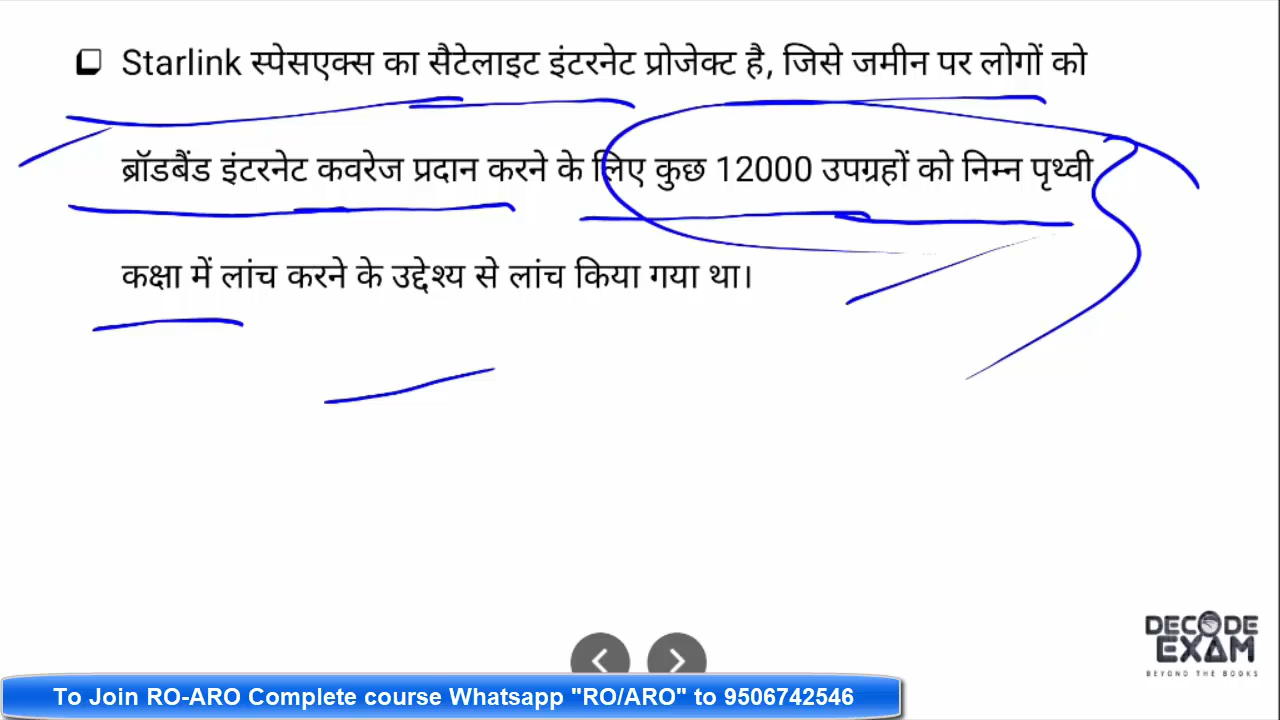 Starlink स्पेसएक्स का सैटेलाइट इंटरनेट प्रोजेक्ट है, जिसे जमीन पर लोगों को
ब्रॉडबैंड इंटरनेट कवरेज प्रदान करने के लिए कुछ 12000 उपग्रहों को निम्न पृथ्वी
कक्षा में लांच करने के उद्देश्य से लांच किया गया था।
DECODE
EXAM
BEYOND THE BOOKS
To Join RO-ARO Complete course Whatsapp "RO/ARO" to 9506742546